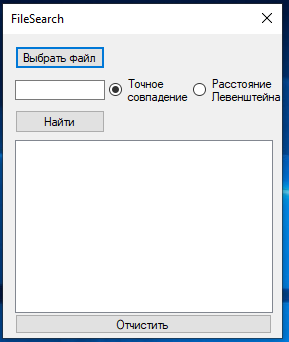 FileSearch
Выбрать файл
Точное
совпадение
Расстояние
Левенштейна
Найти
Отчистить